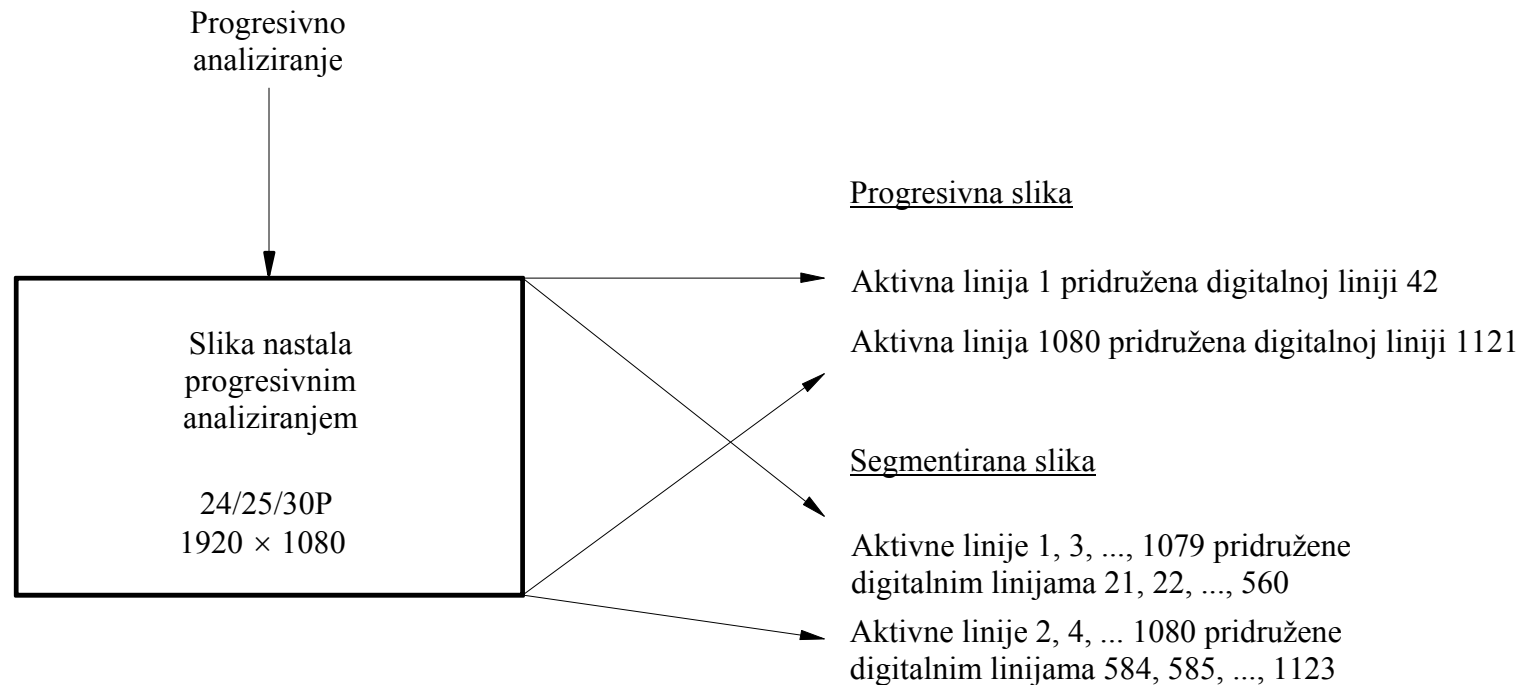 Progresivno
analiziranje
Progresivna slika
Aktivna linija 1 pridružena digitalnoj liniji 42
Aktivna linija 1080 pridružena digitalnoj liniji 1121
Slika nastala
progresivnim
analiziranjem
24/25/30P
1920 × 1080
Segmentirana slika
Aktivne linije 1, 3, ..., 1079 pridružene
digitalnim linijama 21, 22, ..., 560
Aktivne linije 2, 4, ... 1080 pridružene
digitalnim linijama 584, 585, ..., 1123